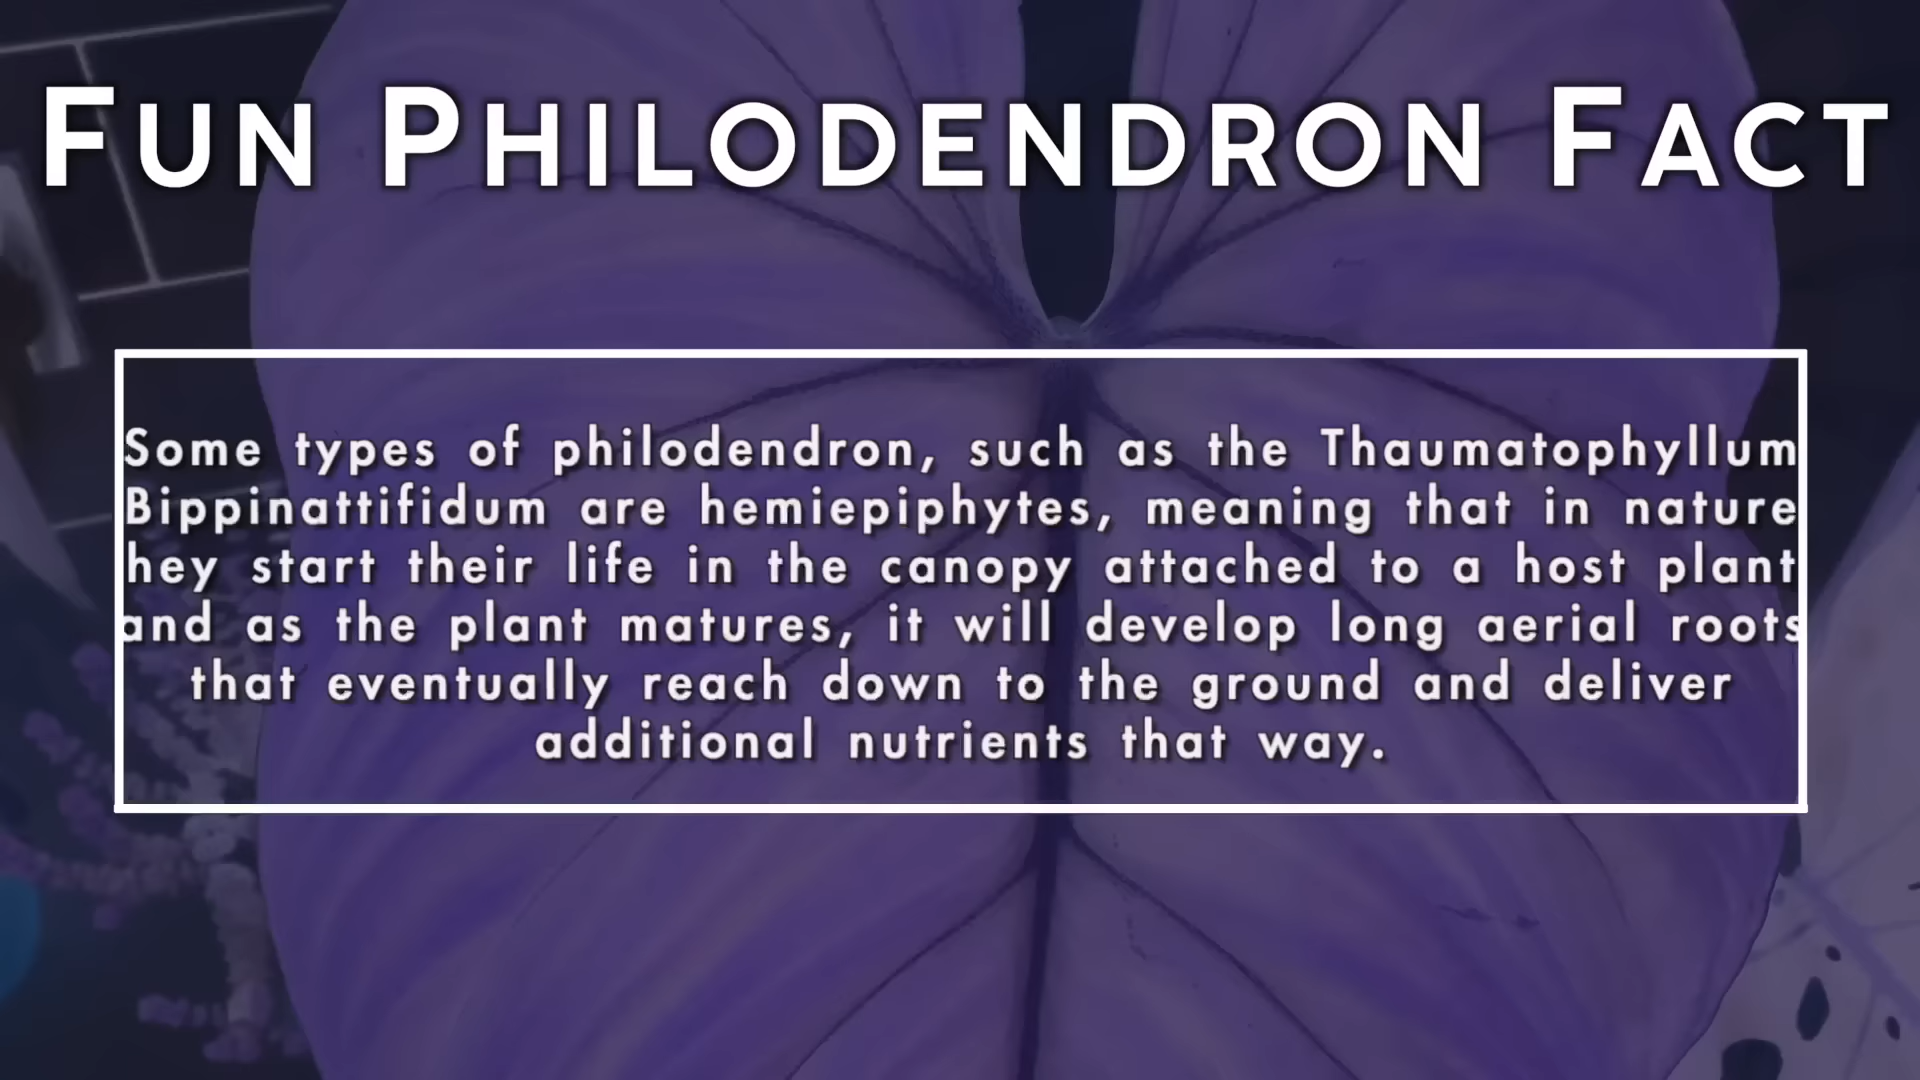 Fun Philodendron Fact
Some types of philodendron, such as the Thaumatophyllum
Bippinattifidum are hemiepiphytes, meaning that in nature
hey start their life in the canopy attached to a host plant
and as the plant matures, it will develop long aerial roots
that eventually reach down to the ground and deliver
additional nutrients that way.